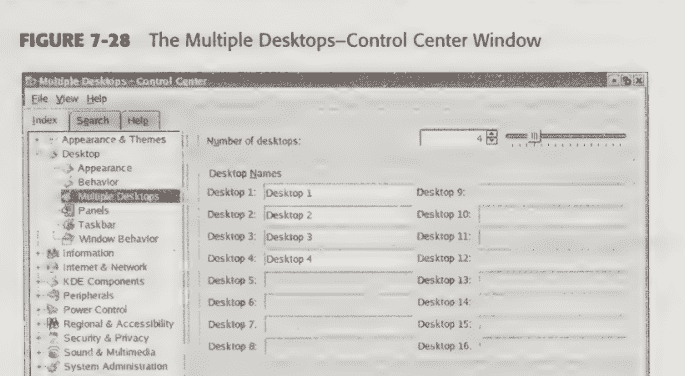 FIGURE 7-28 The Multiple Desktops–Control Center Window
Multiple Desktops - Control Center
File View Help
Index Search Help
Appearance & Themes
Desktop
Appearance
Behavior
Multiple Desktops
Panels
Taskbar
Window Behavior
Information
Internet & Network
KDE Components
Peripherals
Power Control
Regional & Accessibility
Security & Privacy
Sound & Multimedia
System Administration
Number of desktops: 4
Desktop Names
Desktop 1: Desktop 1 Desktop 9:
Desktop 2: Desktop 2 Desktop 10:
Desktop 3: Desktop 3 Desktop 11:
Desktop 4: Desktop 4 Desktop 12:
Desktop 5: Desktop 13:
Desktop 6: Desktop 14:
Desktop 7: Desktop 15:
Desktop 8: Desktop 16: